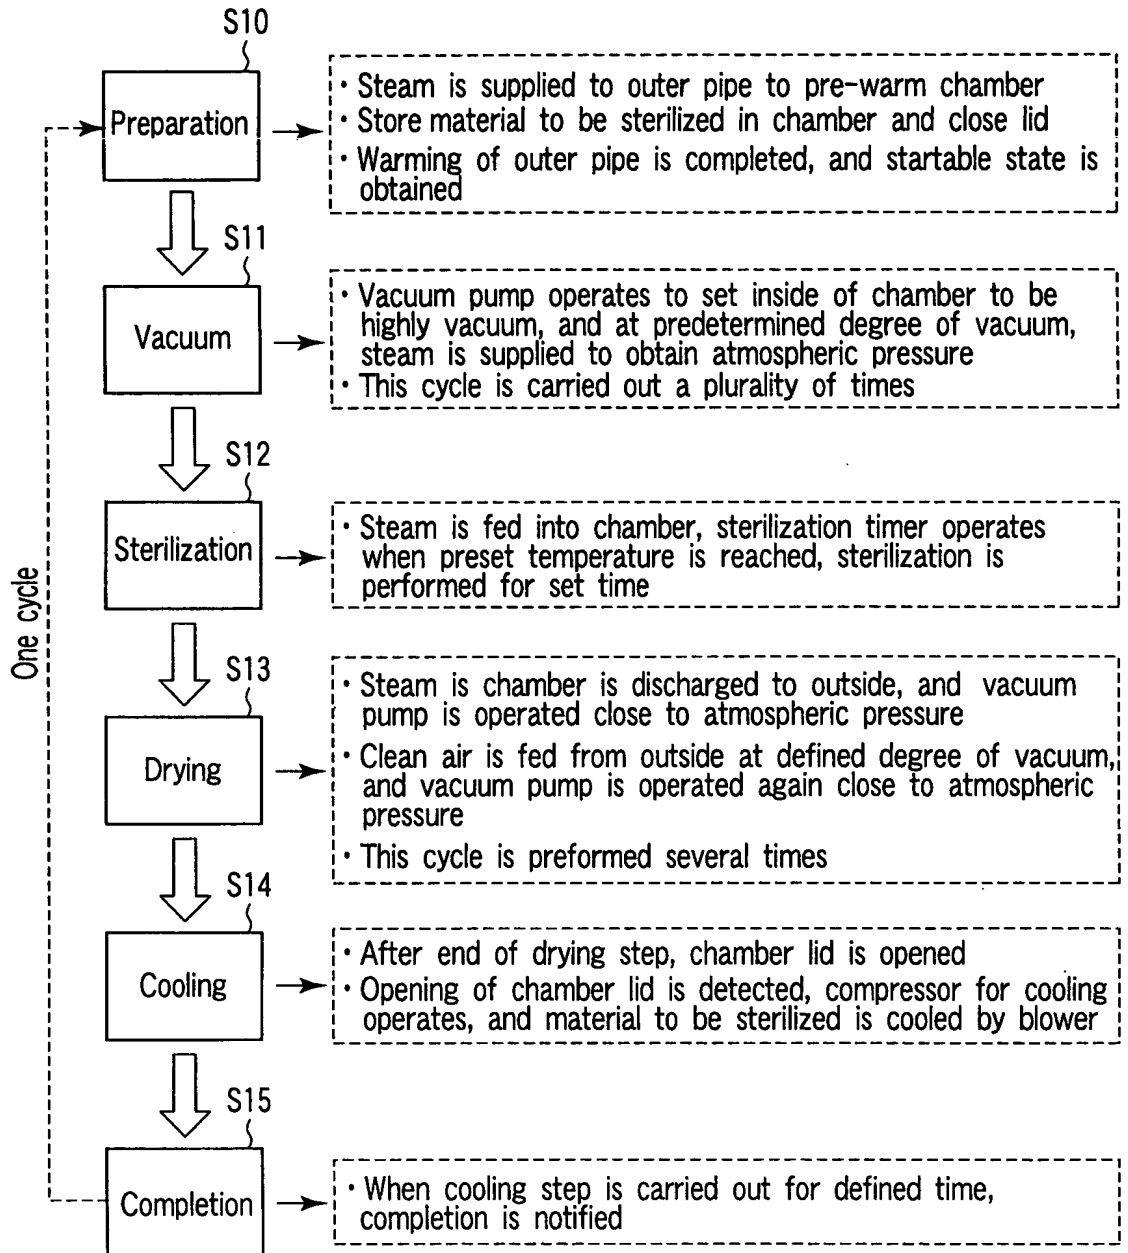 S10
Preparation
・Steam is supplied to outer pipe to pre-warm chamber
・Store material to be sterilized in chamber and close lid
・Warming of outer pipe is completed, and startable state is
obtained
S11
Vacuum
・Vacuum pump operates to set inside of chamber to be
highly vacuum, and at predetermined degree of vacuum,
steam is supplied to obtain atmospheric pressure
・This cycle is carried out a plurality of times
S12
Sterilization
・Steam is fed into chamber, sterilization timer operates
when preset temperature is reached, sterilization is
performed for set time
One cycle
S13
Drying
・Steam is chamber is discharged to outside, and vacuum
pump is operated close to atmospheric pressure
・Clean air is fed from outside at defined degree of vacuum,
and vacuum pump is operated again close to atmospheric
pressure
・This cycle is preformed several times
S14
Cooling
・After end of drying step, chamber lid is opened
・Opening of chamber lid is detected, compressor for cooling
operates, and material to be sterilized is cooled by blower
S15
Completion
・When cooling step is carried out for defined time,
completion is notified